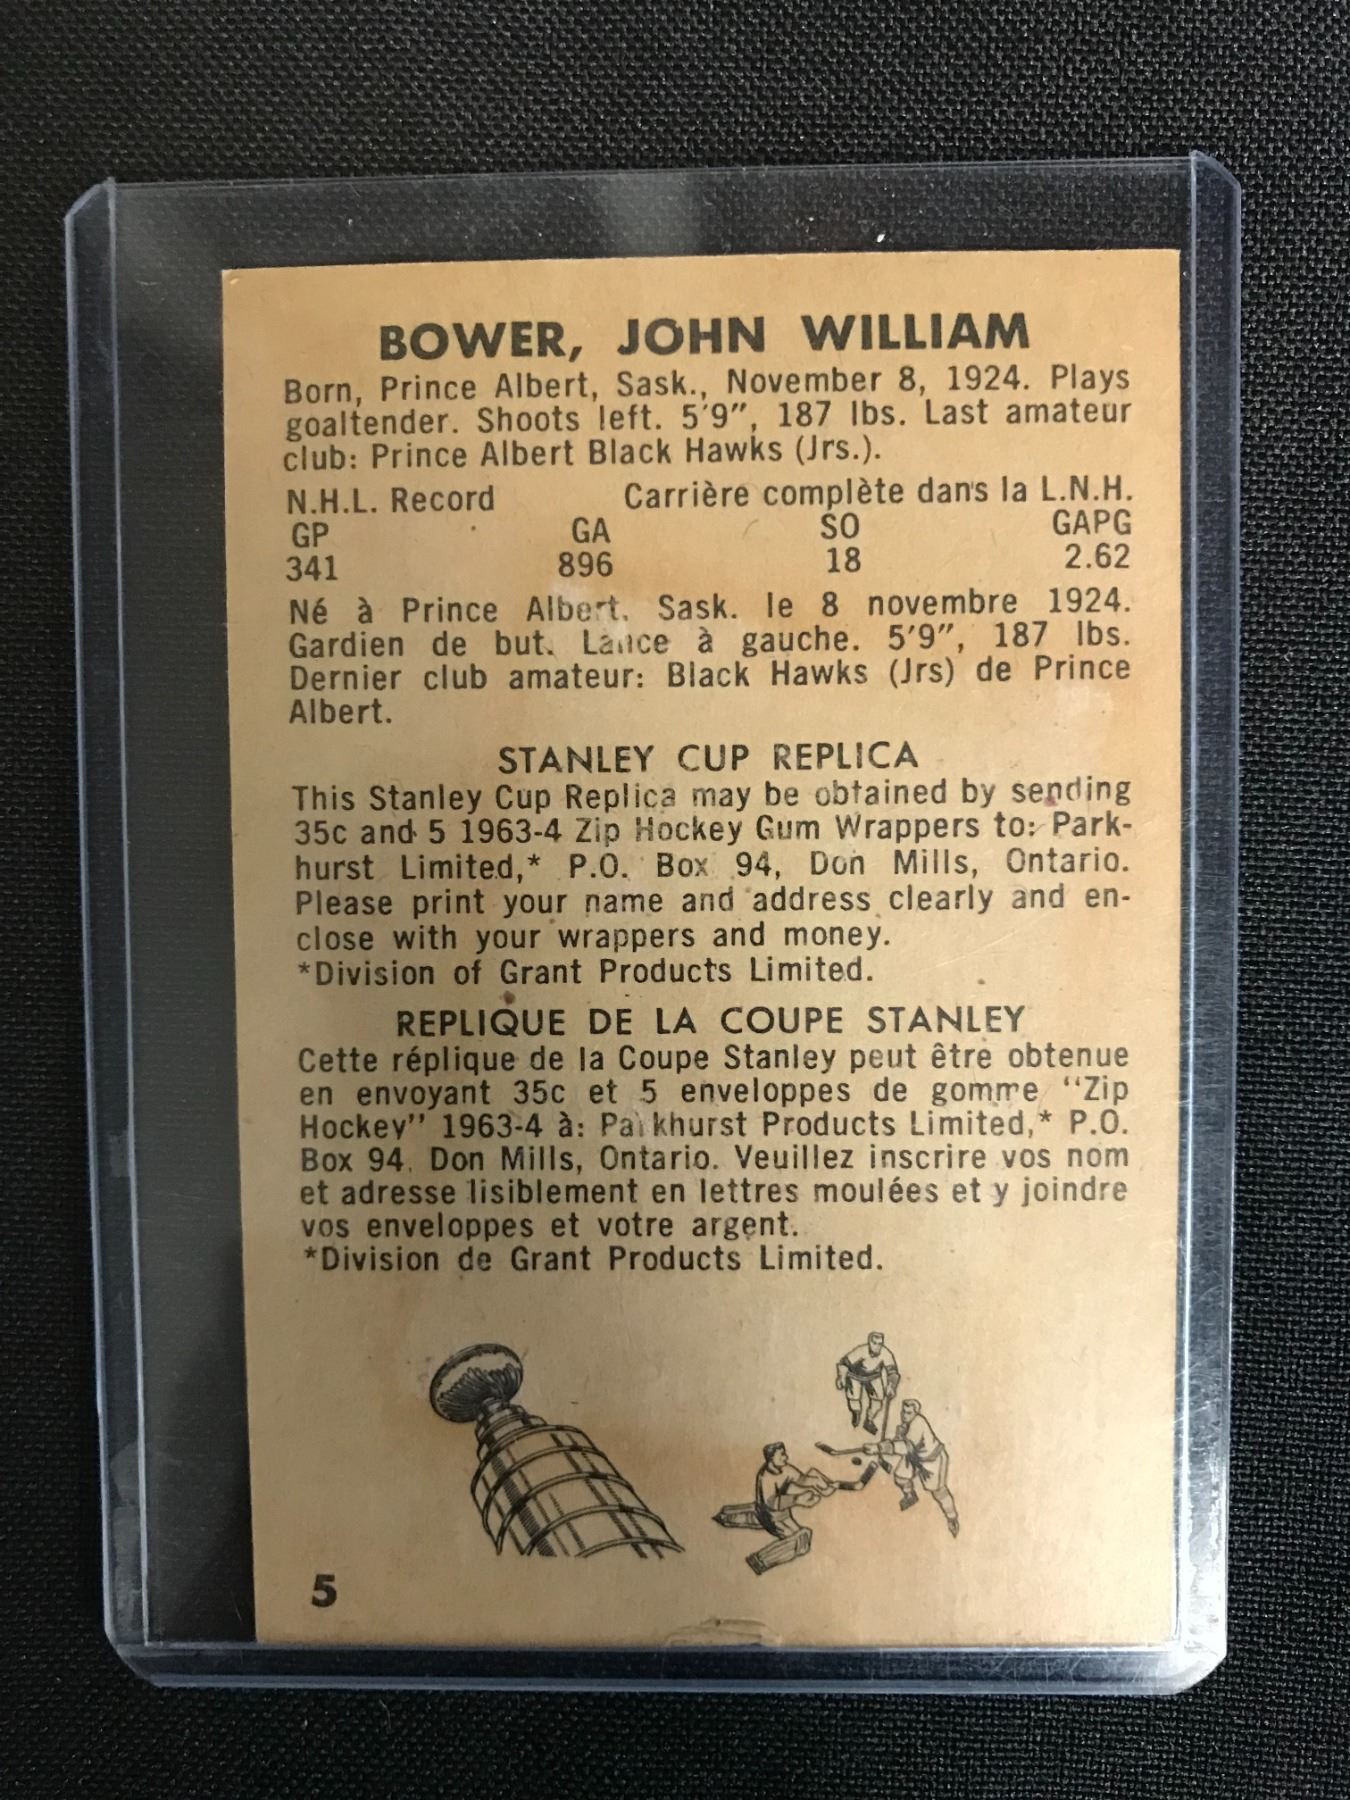 BOWER, JOHN WILLIAM
Born, Prince Albert, Sask., November 8, 1924. Plays
goaltender. Shoots left. 5'9", 187 lbs. Last amateur
club: Prince Albert Black Hawks (Jrs.).
N.H.L. Record Carrière complète dans la L.N.H.
GP GA SO GAPG
341 896 18 2.62
Né à Prince Albert, Sask. le 8 novembre 1924.
Gardien de but. Lance à gauche. 5'9", 187 lbs.
Dernier club amateur: Black Hawks (Jrs) de Prince
Albert.
STANLEY CUP REPLICA
This Stanley Cup Replica may be obtained by sending
35c and 5 1963-4 Zip Hockey Gum Wrappers to: Park-
hurst Limited,* P.O. Box 94, Don Mills, Ontario.
Please print your name and address clearly and en-
close with your wrappers and money.
*Division of Grant Products Limited.
REPLIQUE DE LA COUPE STANLEY
Cette réplique de la Coupe Stanley peut être obtenue
en envoyant 35c et 5 enveloppes de gomme "Zip
Hockey" 1963-4 à: Parkhurst Products Limited,* P.O.
Box 94, Don Mills, Ontario. Veuillez inscrire vos nom
et adresse lisiblement en lettres moulées et y joindre
vos enveloppes et votre argent.
*Division de Grant Products Limited.
5